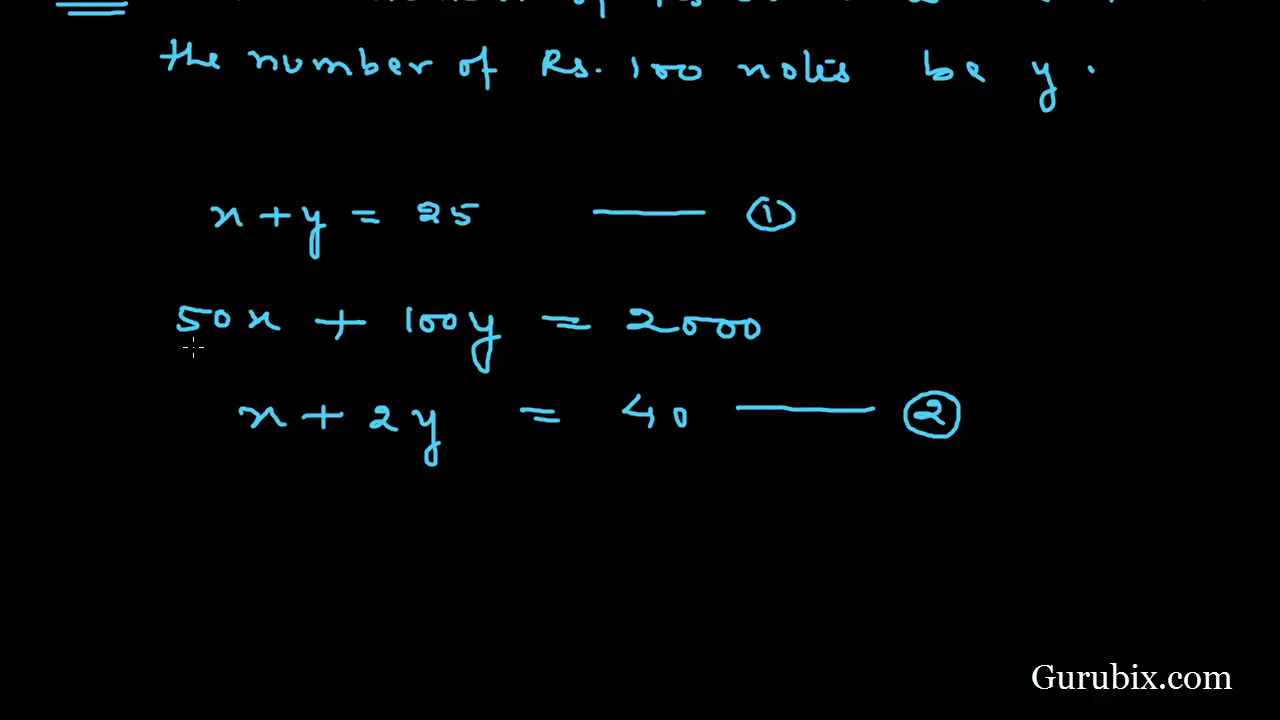 the number of Rs. 100 notes be y.
x + y = 25 —— ①
50x + 100y = 2000
x + 2y = 40 —— ②
Gurubix.com